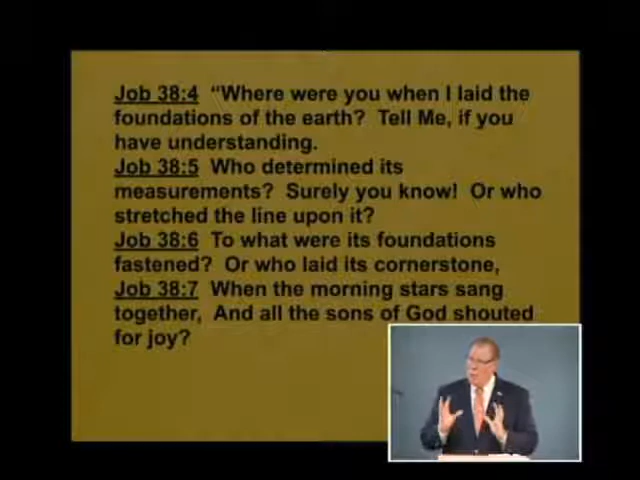 Job 38:4  “Where were you when I laid the
foundations of the earth?  Tell Me, if you
have understanding.
Job 38:5  Who determined its
measurements?  Surely you know!  Or who
stretched the line upon it?
Job 38:6  To what were its foundations
fastened?  Or who laid its cornerstone,
Job 38:7  When the morning stars sang
together,  And all the sons of God shouted
for joy?